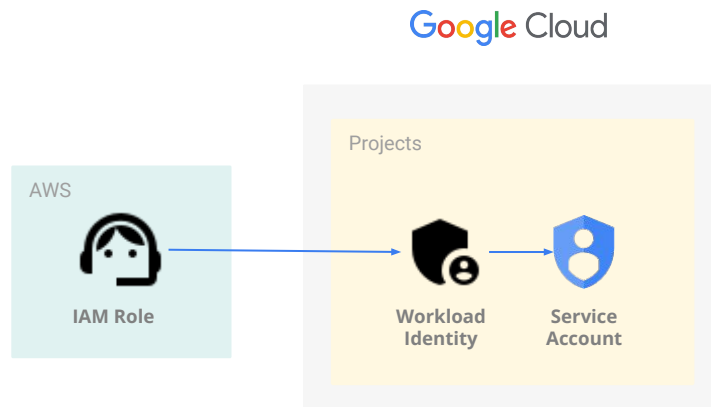 Google Cloud
Projects
AWS
IAM Role
Workload
Identity
Service
Account